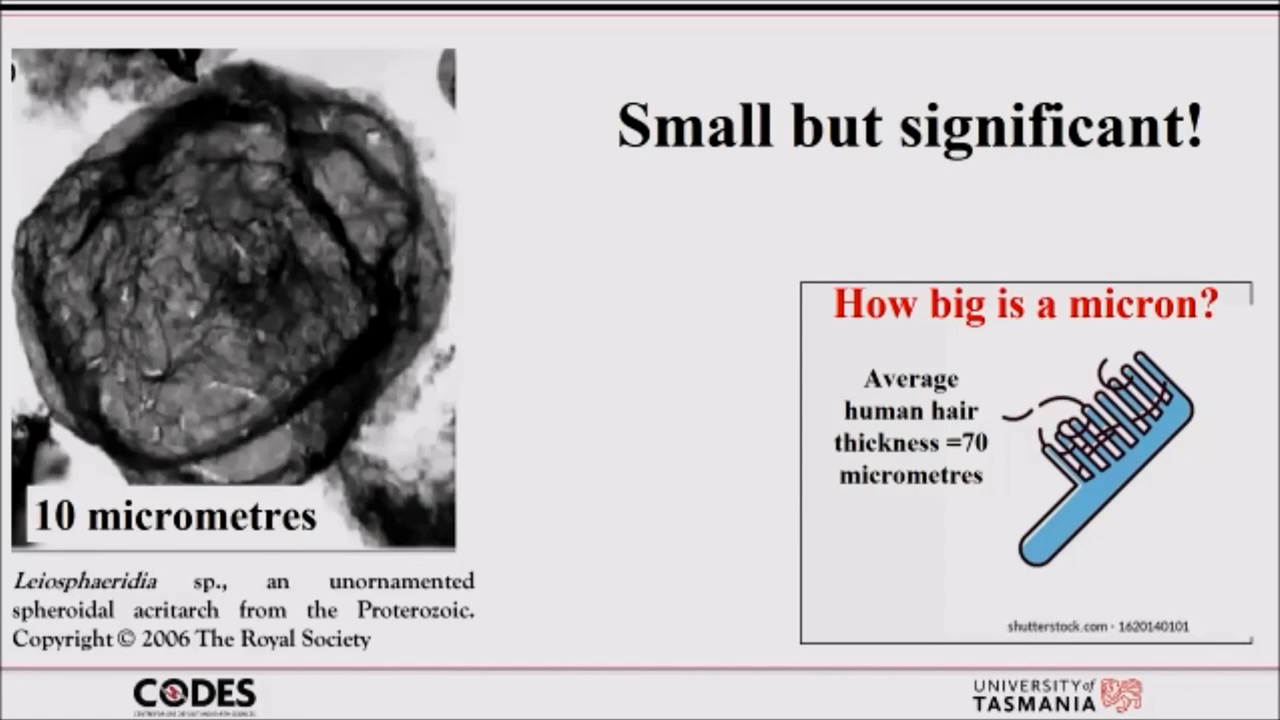 Small but significant!
10 micrometres
Leiosphaeridia sp., an unornamented
spheroidal acritarch from the Proterozoic.
Copyright © 2006 The Royal Society
How big is a micron?
Average
human hair
thickness =70
micrometres
shutterstock.com · 1620140101
CODES
UNIVERSITY of
TASMANIA